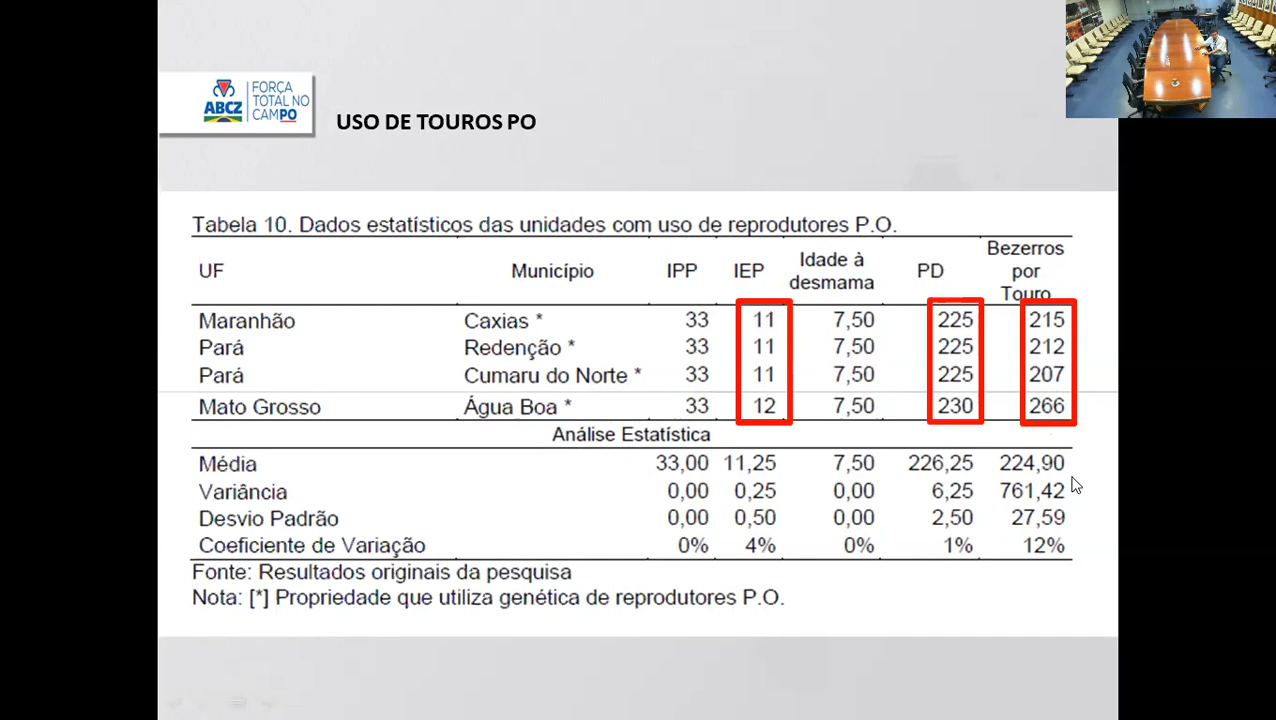 ABCZ
FORÇA
TOTAL NO
CAMPO
USO DE TOUROS PO
Tabela 10. Dados estatísticos das unidades com uso de reprodutores P.O.
UF Município IPP IEP Idade à desmama PD Bezerros por Touro
Maranhão Caxias * 33 11 7,50 225 215
Pará Redenção * 33 11 7,50 225 212
Pará Cumaru do Norte * 33 11 7,50 225 207
Mato Grosso Água Boa * 33 12 7,50 230 266
Análise Estatística
Média 33,00 11,25 7,50 226,25 224,90
Variância 0,00 0,25 0,00 6,25 761,42
Desvio Padrão 0,00 0,50 0,00 2,50 27,59
Coeficiente de Variação 0% 4% 0% 1% 12%
Fonte: Resultados originais da pesquisa
Nota: [*] Propriedade que utiliza genética de reprodutores P.O.